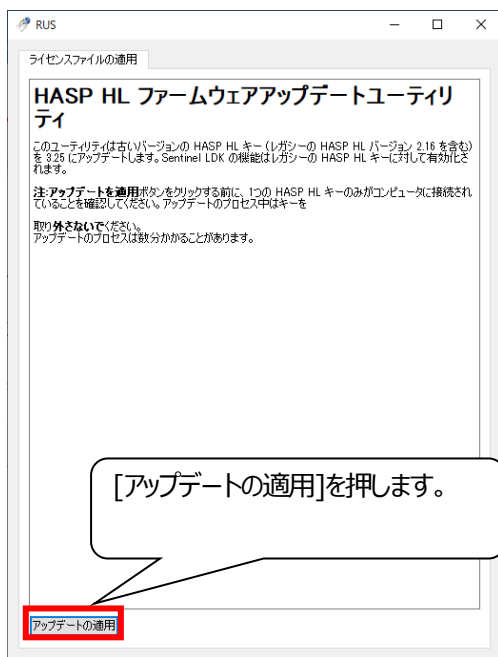 RUS
ライセンスファイルの適用
HASP HL ファームウェアアップデートユーティリ
ティ
このユーティリティは古いバージョンの HASP HL キー (レガシーの HASP HL バージョン 2.16 を含む)
を 3.25 にアップデートします。Sentinel LDK の機能はレガシーの HASP HL キーに対して有効化さ
れます。
注:アップデートを適用ボタンをクリックする前に、1つの HASP HL キーのみがコンピュータに接続され
ていることを確認してください。アップデートのプロセス中はキーを
取り外さないでください。
アップデートのプロセスは数分かかることがあります。
[アップデートの適用]を押します。
アップデートの適用